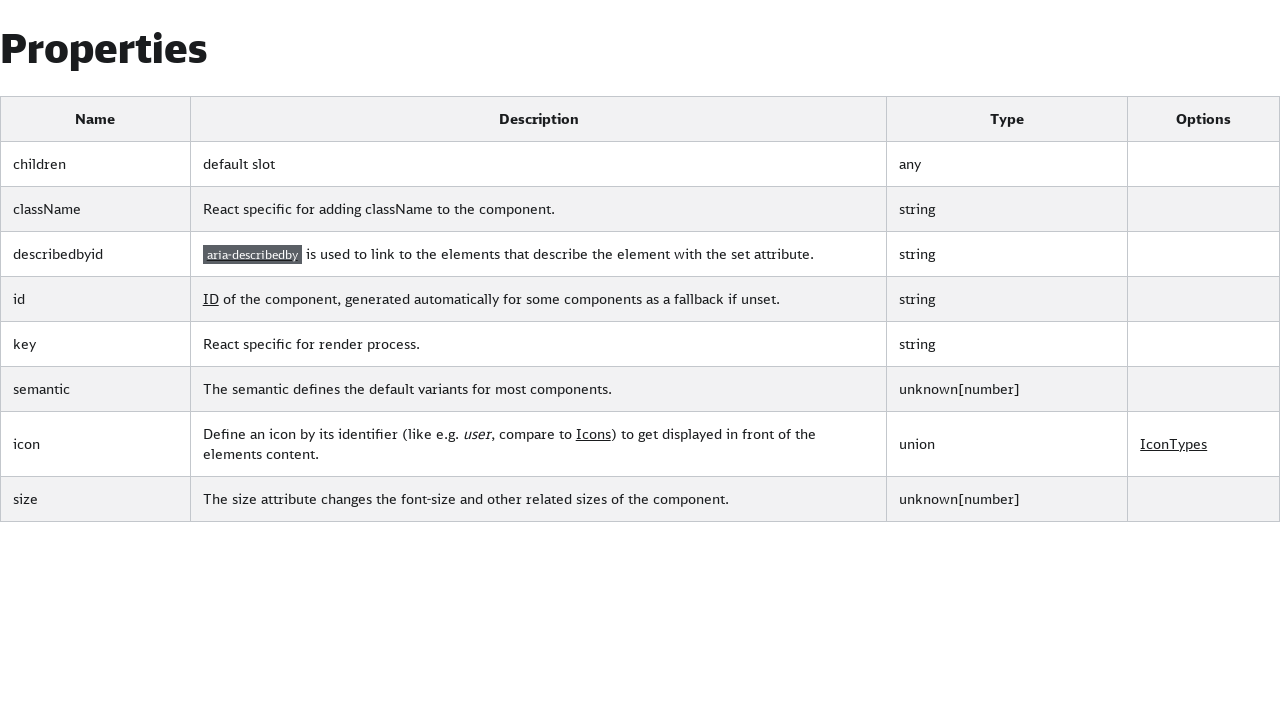 Properties
Name Description Type Options
children default slot any
className React specific for adding className to the component. string
describedbyid aria-describedby is used to link to the elements that describe the element with the set attribute. string
id ID of the component, generated automatically for some components as a fallback if unset. string
key React specific for render process. string
semantic The semantic defines the default variants for most components. unknown[number]
icon Define an icon by its identifier (like e.g. user, compare to Icons) to get displayed in front of the
elements content. union IconTypes
size The size attribute changes the font-size and other related sizes of the component. unknown[number]